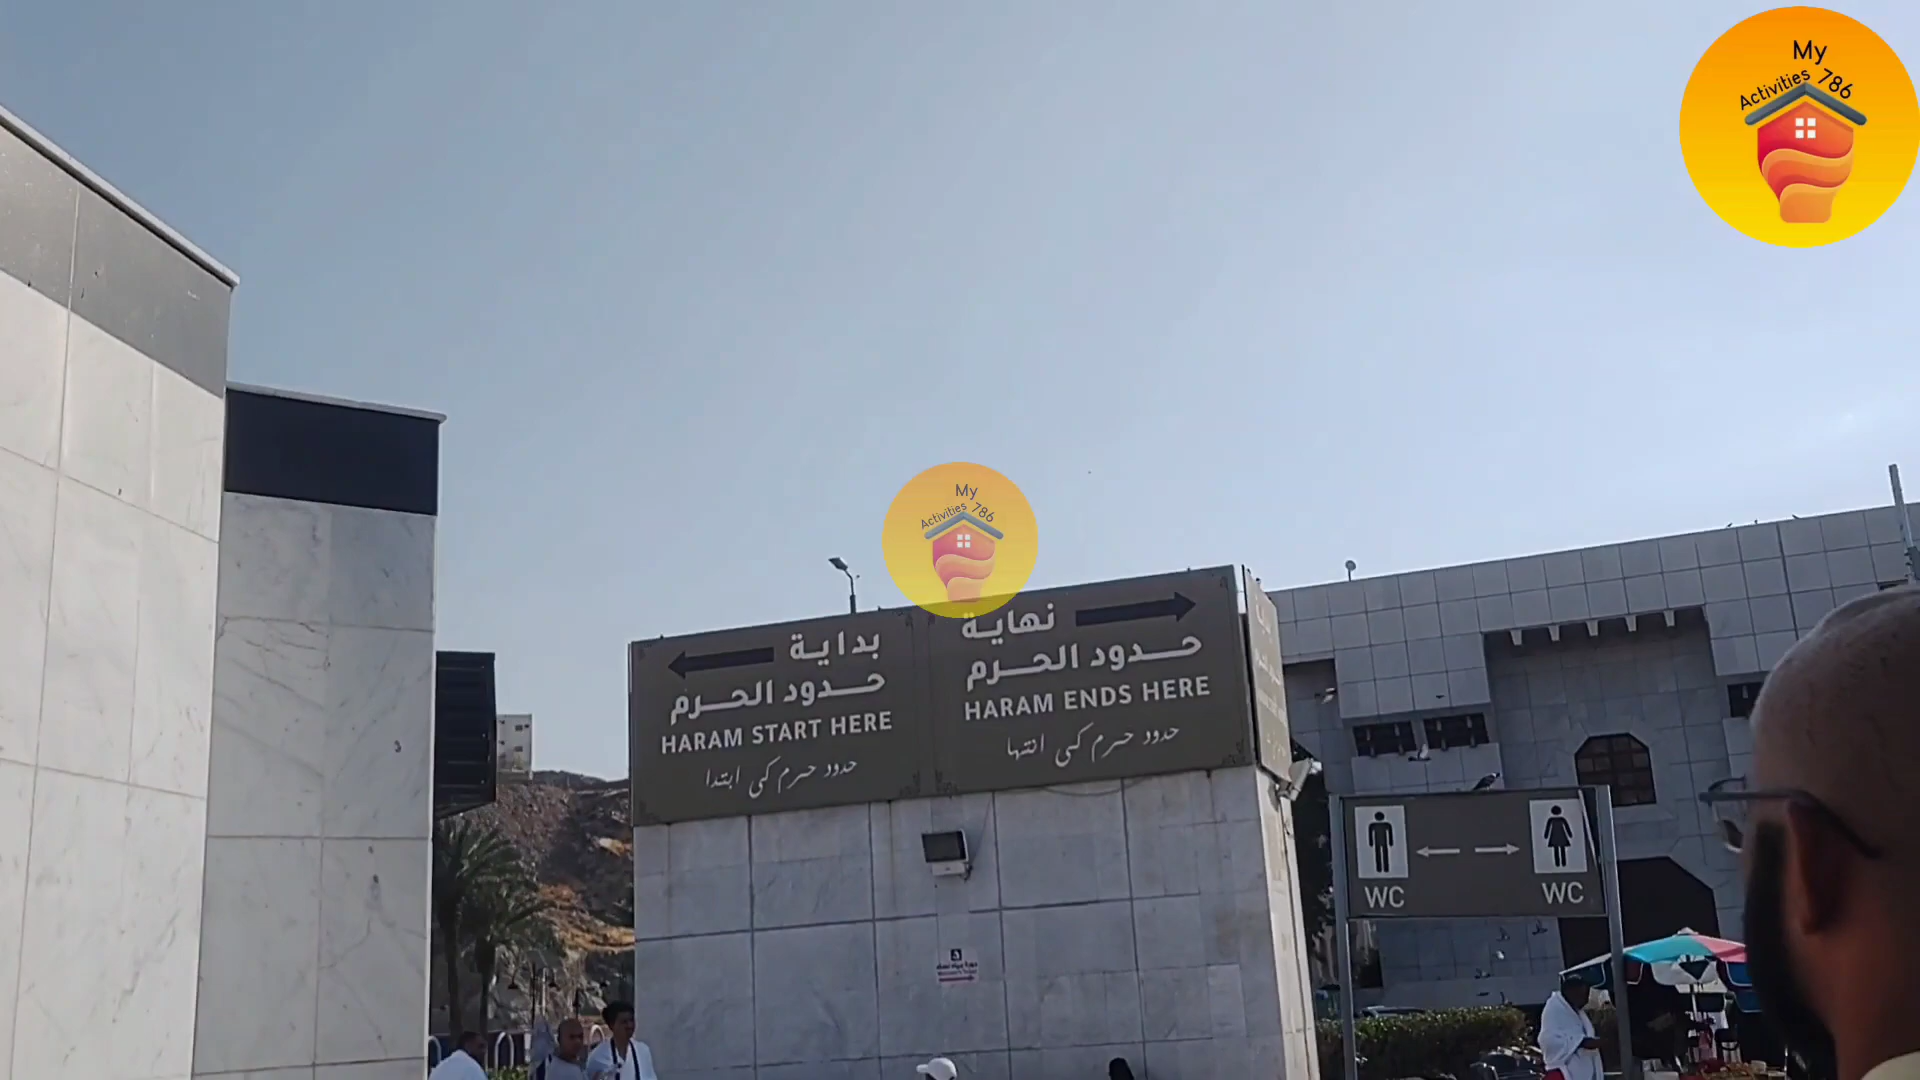 My
Activities 786
My
Activities 786
بداية
حدود الحرم
HARAM START HERE
حدود حرم کی ابتدا
نهاية
حدود الحرم
HARAM ENDS HERE
حدود حرم کی انتہا
WC
WC